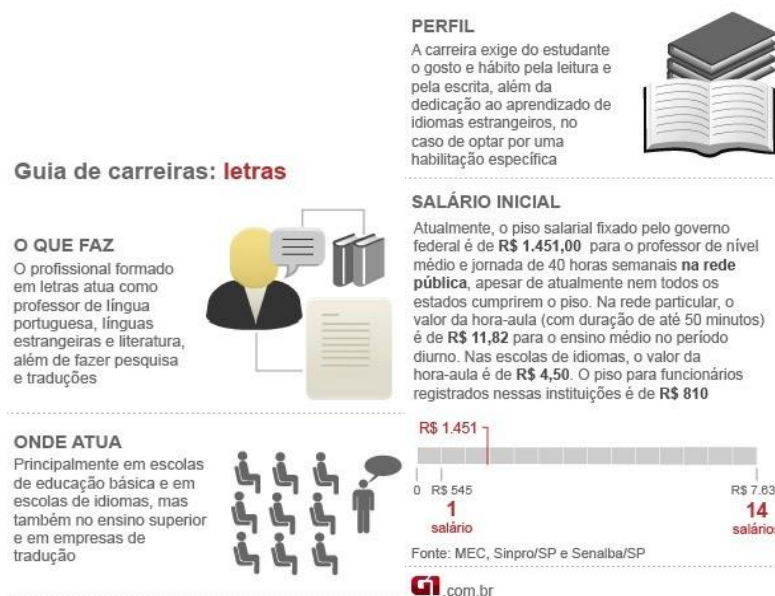 Guia de carreiras: letras
O QUE FAZ
O profissional formado
em letras atua como
professor de língua
portuguesa, línguas
estrangeiras e literatura,
além de fazer pesquisa
e traduções
ONDE ATUA
Principalmente em escolas
de educação básica e em
escolas de idiomas, mas
também no ensino superior
e em empresas de
tradução
PERFIL
A carreira exige do estudante
o gosto e hábito pela leitura e
pela escrita, além da
dedicação ao aprendizado de
idiomas estrangeiros, no
caso de optar por uma
habilitação específica
SALÁRIO INICIAL
Atualmente, o piso salarial fixado pelo governo
federal é de R$ 1.451,00 para o professor de nível
médio e jornada de 40 horas semanais na rede
pública, apesar de atualmente nem todos os
estados cumprirem o piso. Na rede particular, o
valor da hora-aula (com duração de até 50 minutos)
é de R$ 11,82 para o ensino médio no período
diurno. Nas escolas de idiomas, o valor da
hora-aula é de R$ 4,50. O piso para funcionários
registrados nessas instituições é de R$ 810
R$ 1.451
0 R$ 545 R$ 7.63
1 14
salário salários
Fonte: MEC, Sinpro/SP e Senalba/SP
G1.com.br